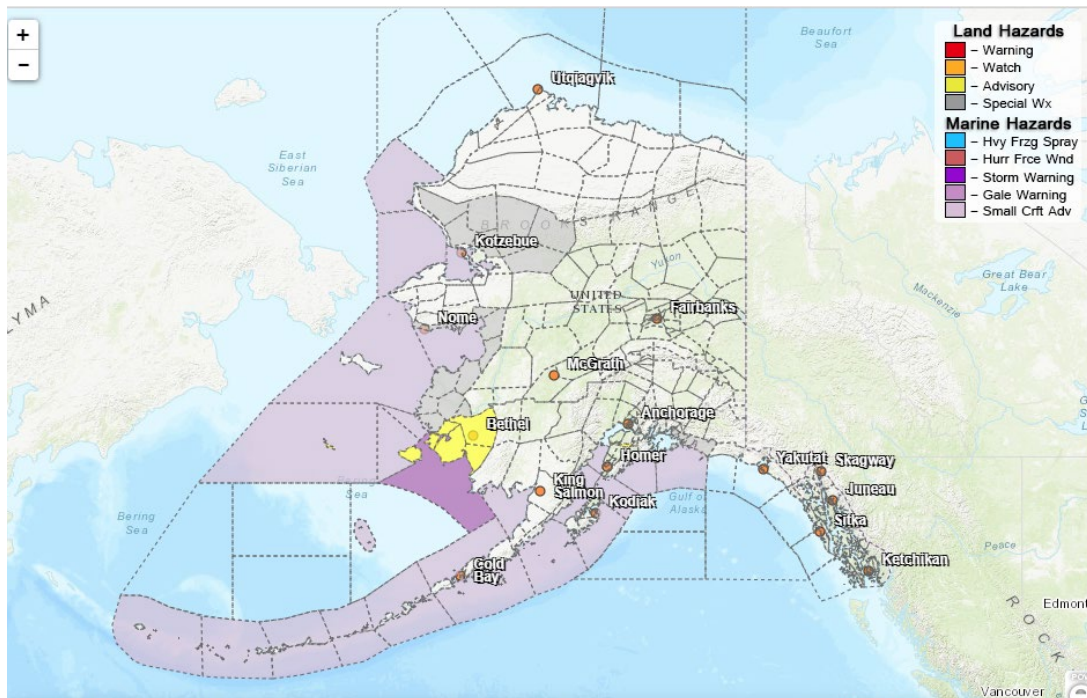 +
−
Beaufort
Sea
Land Hazards
– Warning
– Watch
– Advisory
– Special Wx
Marine Hazards
– Hvy Frzg Spray
– Hurr Frce Wnd
– Storm Warning
– Gale Warning
– Small Crft Adv
Utqiagvik
East
Siberian
Sea
BROOKS RANGE
Kotzebue
Yukon
Great Bear
Lake
Mackenzie
LYMA
UNITED
STATES
Nome
Fairbanks
McGrath
Anchorage
Bethel
Homer
Yakutat
Skagway
King
Salmon
Kodiak
Gulf of
Alaska
Juneau
Bering
Sea
Sitka
Peace
Cold
Bay
Ketchikan
Edmont
ROCK
Vancouver